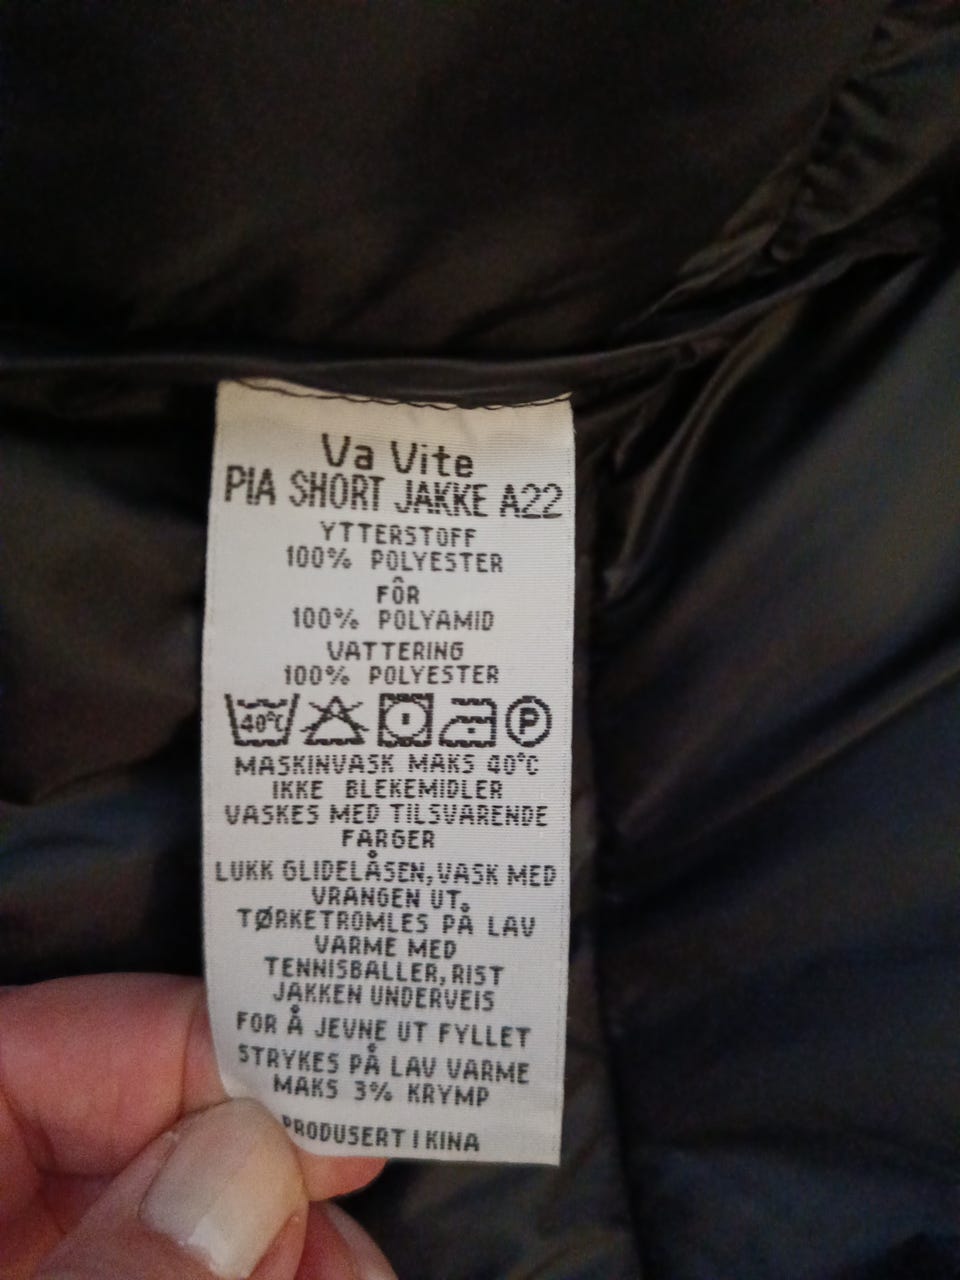 Va Vite
PIA SHORT JAKKE A22
YTTERSTOFF
100% POLYESTER
FÔR
100% POLYAMID
VATTERING
100% POLYESTER
40°C P
MASKINVASK MAKS 40°C
IKKE BLEKEMIDLER
VASKES MED TILSVARENDE
FARGER
LUKK GLIDELÅSEN, VASK MED
VRANGEN UT.
TØRKETROMLES PÅ LAV
VARME MED
TENNISBALLER, RIST
JAKKEN UNDERVEIS
FOR Å JEVNE UT FYLLET
STRYKES PÅ LAV VARME
MAKS 3% KRYMP
PRODUSERT I KINA